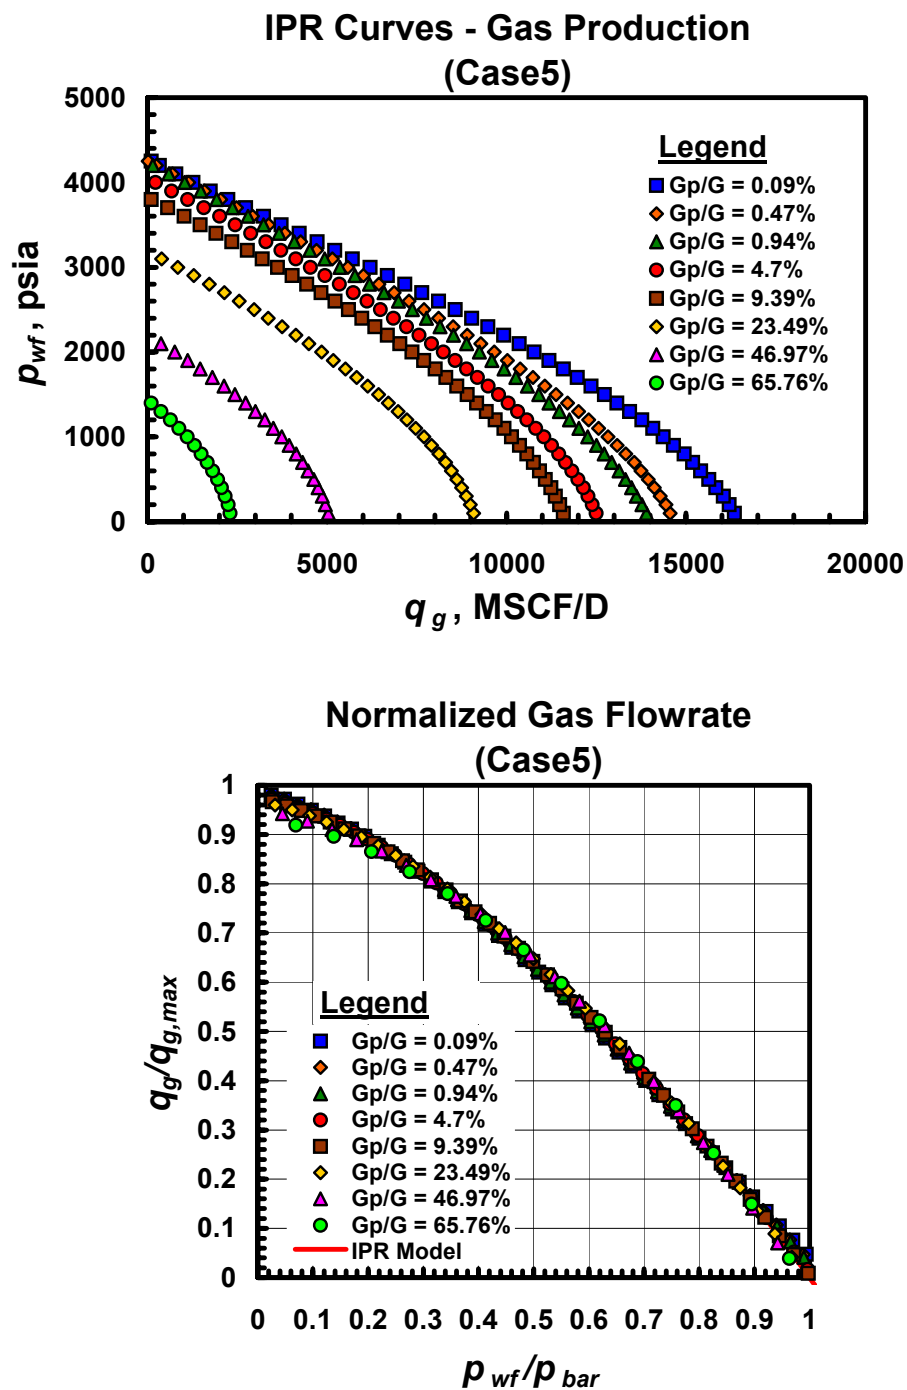 IPR Curves - Gas Production
(Case5)
5000
4000
3000
2000
1000
0
p wf , psia
Legend
Gp/G = 0.09%
Gp/G = 0.47%
Gp/G = 0.94%
Gp/G = 4.7%
Gp/G = 9.39%
Gp/G = 23.49%
Gp/G = 46.97%
Gp/G = 65.76%
0 5000 10000 15000 20000
q g , MSCF/D
Normalized Gas Flowrate
(Case5)
1
0.9
0.8
0.7
0.6
0.5
0.4
0.3
0.2
0.1
0
q g / q g,max
Legend
Gp/G = 0.09%
Gp/G = 0.47%
Gp/G = 0.94%
Gp/G = 4.7%
Gp/G = 9.39%
Gp/G = 23.49%
Gp/G = 46.97%
Gp/G = 65.76%
IPR Model
0 0.1 0.2 0.3 0.4 0.5 0.6 0.7 0.8 0.9 1
p wf /p bar